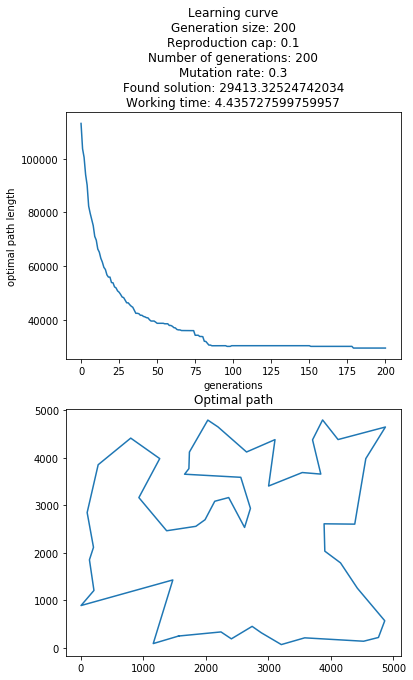 Learning curve
Generation size: 200
Reproduction cap: 0.1
Number of generations: 200
Mutation rate: 0.3
Found solution: 29413.32524742034
Working time: 4.435727599759957
100000
80000
60000
40000
optimal path length
0 25 50 75 100 125 150 175 200
generations
Optimal path
5000
4000
3000
2000
1000
0
0 1000 2000 3000 4000 5000